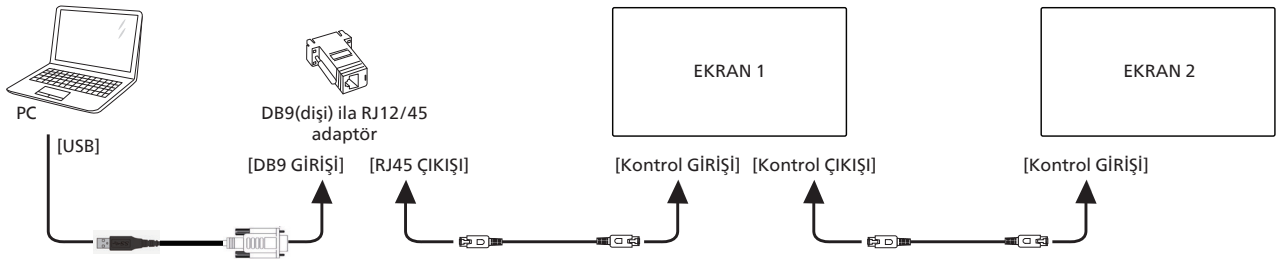 EKRAN 1
EKRAN 2
PC
DB9(dişi) ila RJ12/45
adaptör
[USB]
[DB9 GİRİŞİ]
[RJ45 ÇIKIŞI]
[Kontrol GİRİŞİ]
[Kontrol ÇIKIŞI]
[Kontrol GİRİŞİ]